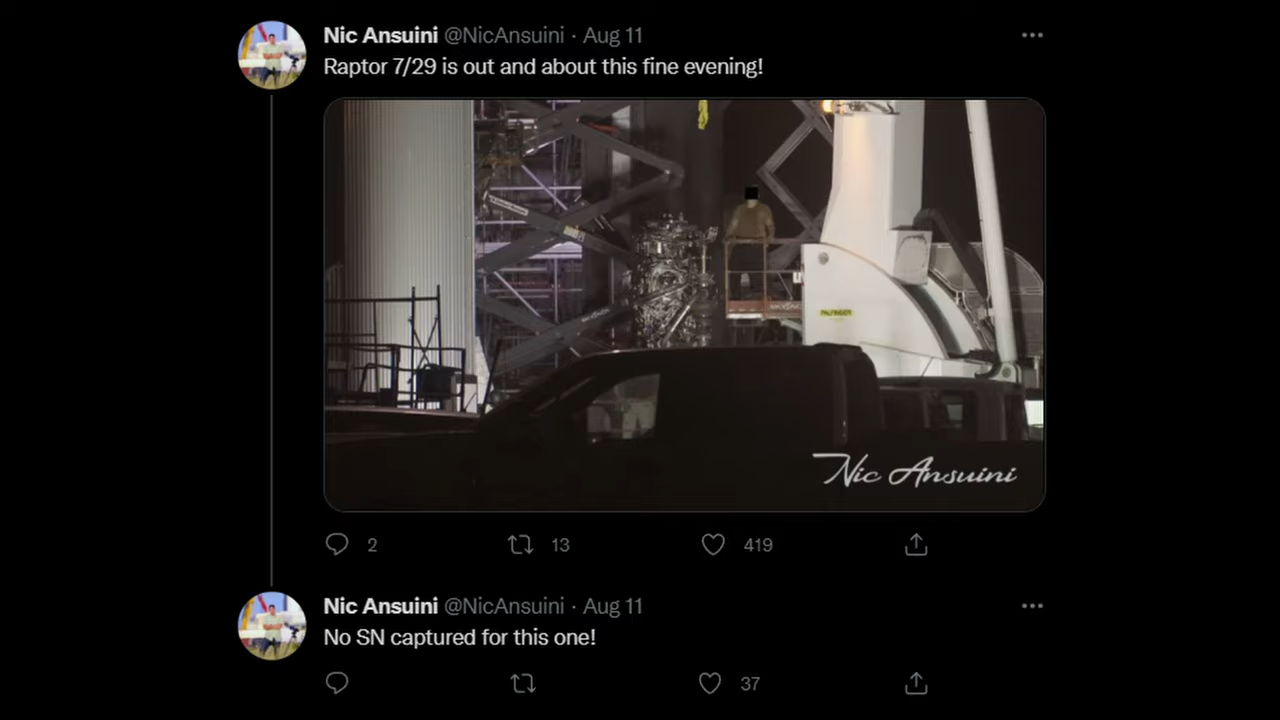 Nic Ansuini @NicAnsuini · Aug 11
Raptor 7/29 is out and about this fine evening!
PALFINGER
Nic Ansuini
2 13 419
Nic Ansuini @NicAnsuini · Aug 11
No SN captured for this one!
37